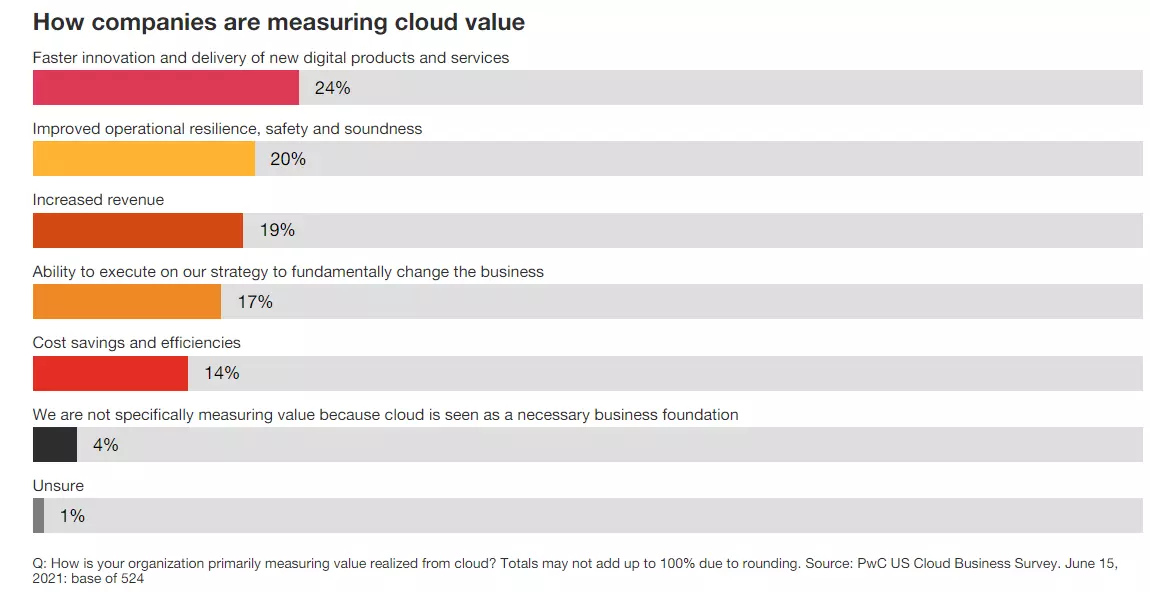 How companies are measuring cloud value
Faster innovation and delivery of new digital products and services
24%
Improved operational resilience, safety and soundness
20%
Increased revenue
19%
Ability to execute on our strategy to fundamentally change the business
17%
Cost savings and efficiencies
14%
We are not specifically measuring value because cloud is seen as a necessary business foundation
4%
Unsure
1%
Q: How is your organization primarily measuring value realized from cloud? Totals may not add up to 100% due to rounding. Source: PwC US Cloud Business Survey. June 15,
2021: base of 524